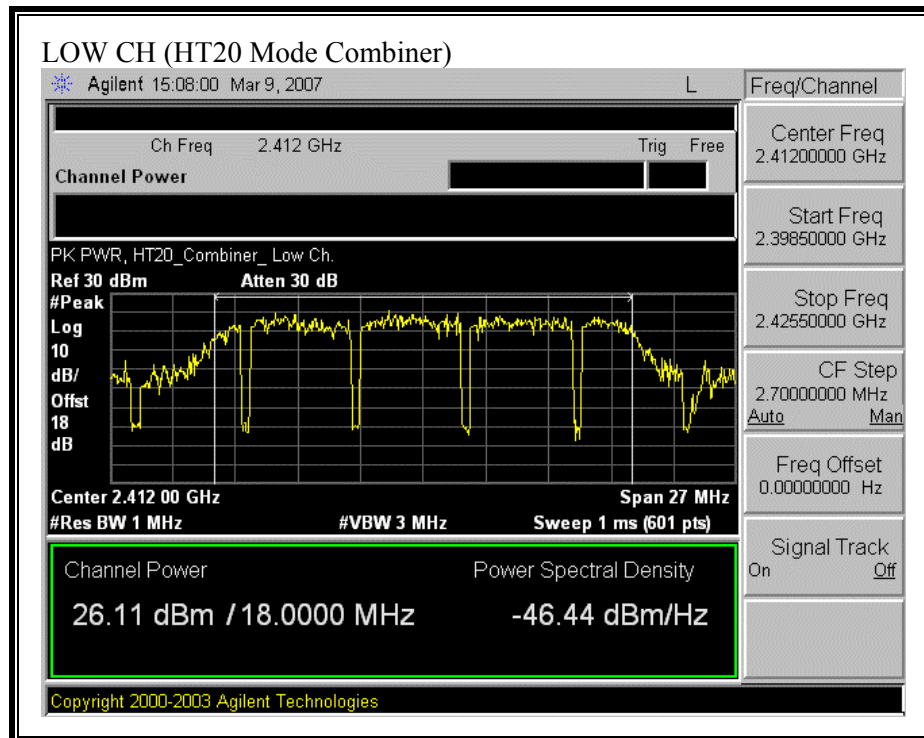 LOW CH (HT20 Mode Combiner)
Agilent 15:08:00 Mar 9, 2007 L
Freq/Channel
Ch Freq 2.412 GHz Trig Free
Channel Power
PK PWR, HT20_Combiner_ Low Ch.
Ref 30 dBm Atten 30 dB
#Peak
Log
10
dB/
Offst
18
dB
Center 2.412 00 GHz Span 27 MHz
#Res BW 1 MHz #VBW 3 MHz Sweep 1 ms (601 pts)
Channel Power Power Spectral Density
26.11 dBm / 18.0000 MHz -46.44 dBm/Hz
Copyright 2000-2003 Agilent Technologies
Center Freq
2.41200000 GHz
Start Freq
2.39850000 GHz
Stop Freq
2.42550000 GHz
CF Step
2.70000000 MHz
Auto Man
Freq Offset
0.00000000 Hz
Signal Track
On Off